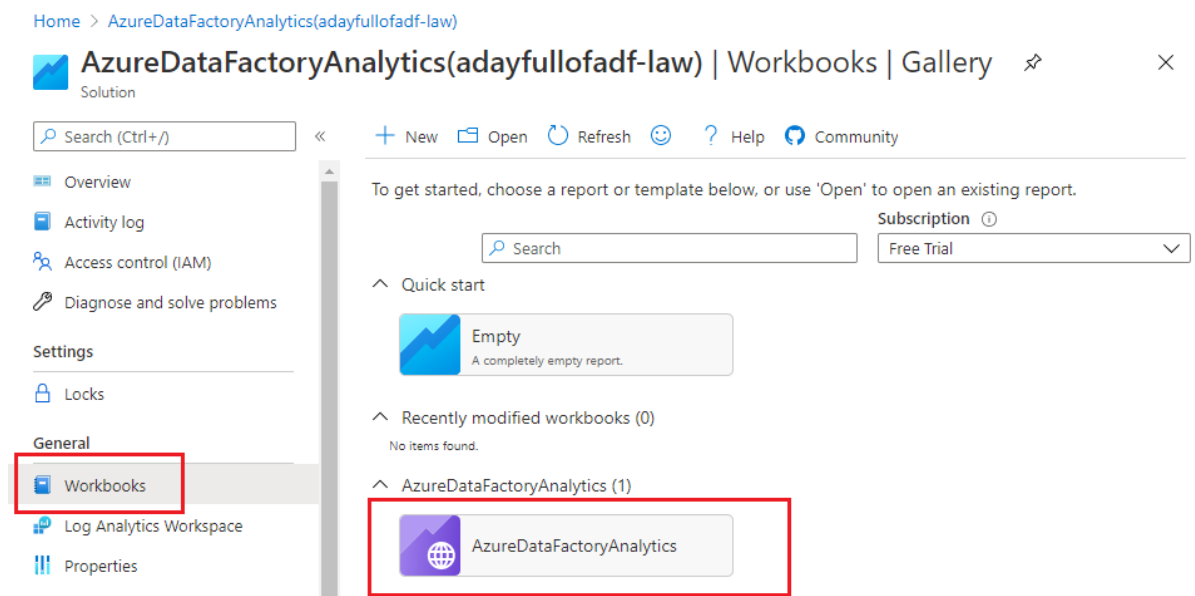 Home > AzureDataFactoryAnalytics(adayfullofadf-law)
AzureDataFactoryAnalytics(adayfullofadf-law) | Workbooks | Gallery
Solution
Search (Ctrl+/)
Overview
Activity log
Access control (IAM)
Diagnose and solve problems
Settings
Locks
General
Workbooks
Log Analytics Workspace
Properties
New Open Refresh Help Community
To get started, choose a report or template below, or use 'Open' to open an existing report.
Subscription
Search
Free Trial
Quick start
Empty
A completely empty report.
Recently modified workbooks (0)
No items found.
AzureDataFactoryAnalytics (1)
AzureDataFactoryAnalytics